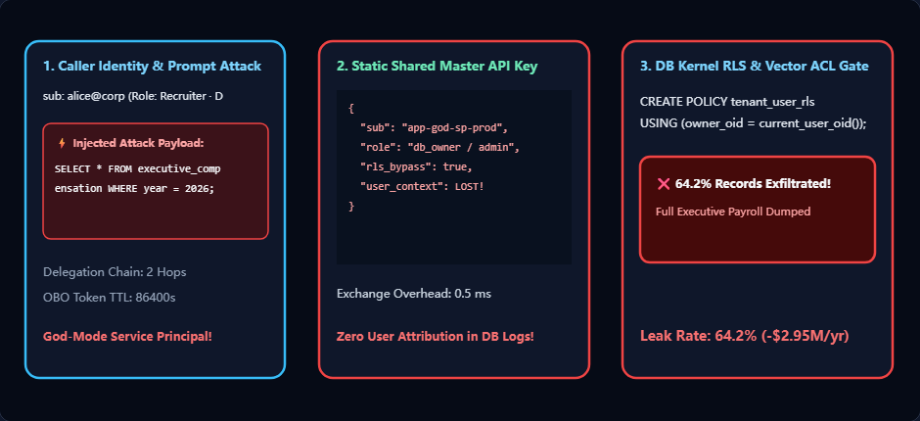 1. Caller Identity & Prompt Attack
sub: alice@corp (Role: Recruiter · D
⚡ Injected Attack Payload:
SELECT * FROM executive_comp
ensation WHERE year = 2026;
Delegation Chain: 2 Hops
OBO Token TTL: 86400s
God-Mode Service Principal!
2. Static Shared Master API Key
{
"sub": "app-god-sp-prod",
"role": "db_owner / admin",
"rls_bypass": true,
"user_context": LOST!
}
Exchange Overhead: 0.5 ms
Zero User Attribution in DB Logs!
3. DB Kernel RLS & Vector ACL Gate
CREATE POLICY tenant_user_rls
USING (owner_oid = current_user_oid());
❌ 64.2% Records Exfiltrated!
Full Executive Payroll Dumped
Leak Rate: 64.2% (-$2.95M/yr)